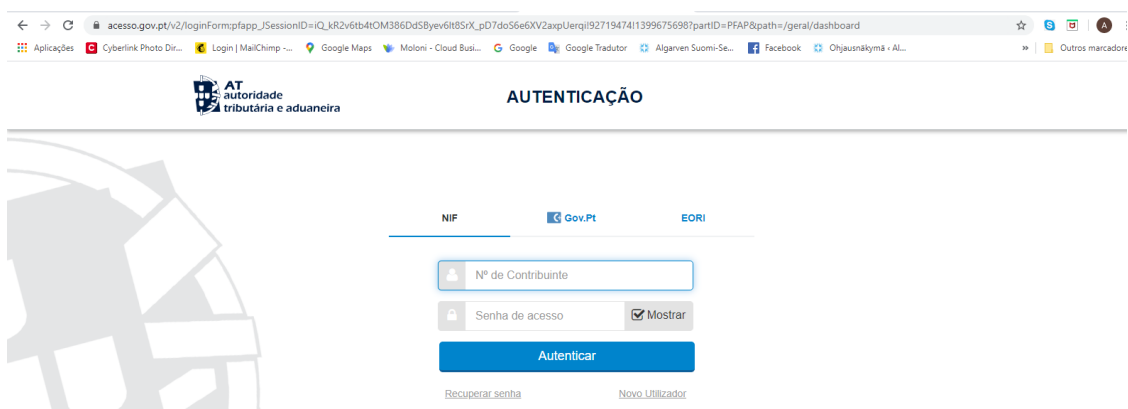 acesso.gov.pt/v2/loginForm;pfapp_JSessionID=iQ_kR2v6tb4tOM386DdSByev6lt8SrX_pD7doS6e6XV2axpUerqi!92719474!1399675698?partID=PFAP&path=/geral/dashboard
Aplicações Cyberlink Photo Dir... Login | MailChimp -... Google Maps Moloni - Cloud Busi... Google Google Tradutor Algarven Suomi-Se... Facebook Ohjausnäkymä ‹ Al... » Outros marcadore
AT
autoridade
tributária e aduaneira
AUTENTICAÇÃO
NIF Gov.Pt EORI
Nº de Contribuinte
Senha de acesso Mostrar
Autenticar
Recuperar senha Novo Utilizador